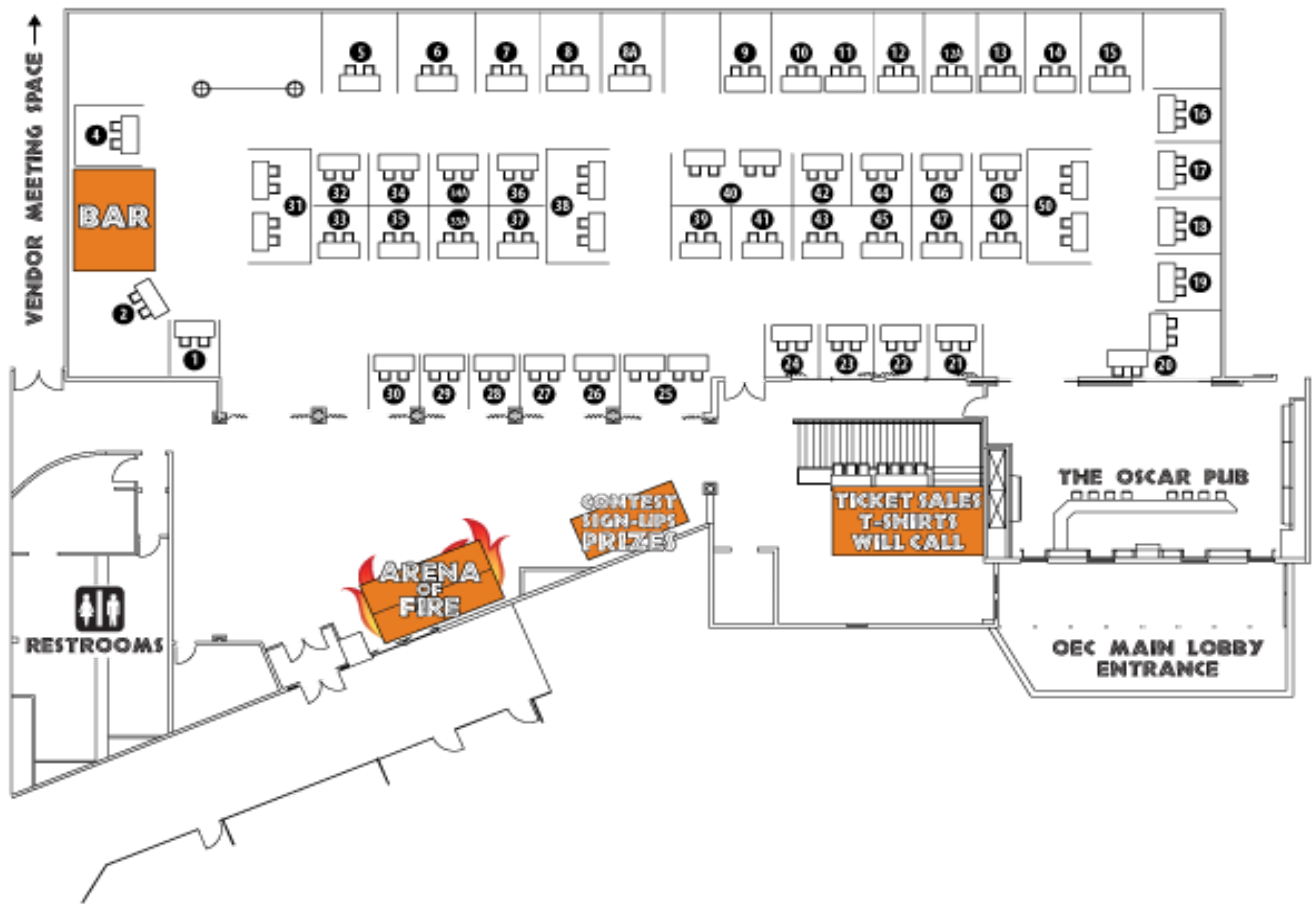 VENDOR MEETING SPACE
5 6 7 8 8A 9 10 11 12 12A 13 14 15
4
16
BAR
17
31 32 34 34A 36 38 40 42 44 46 48 50
33 35 35A 37 39 41 43 45 47 49
18
19
2
1
30 29 28 27 26 25 24 23 22 21 20
THE OSCAR PUB
CONTEST
SIGN-UPS
PRIZES
TICKET SALES
T-SHIRTS
WILL CALL
ARENA
OF
FIRE
RESTROOMS
OEC MAIN LOBBY
ENTRANCE